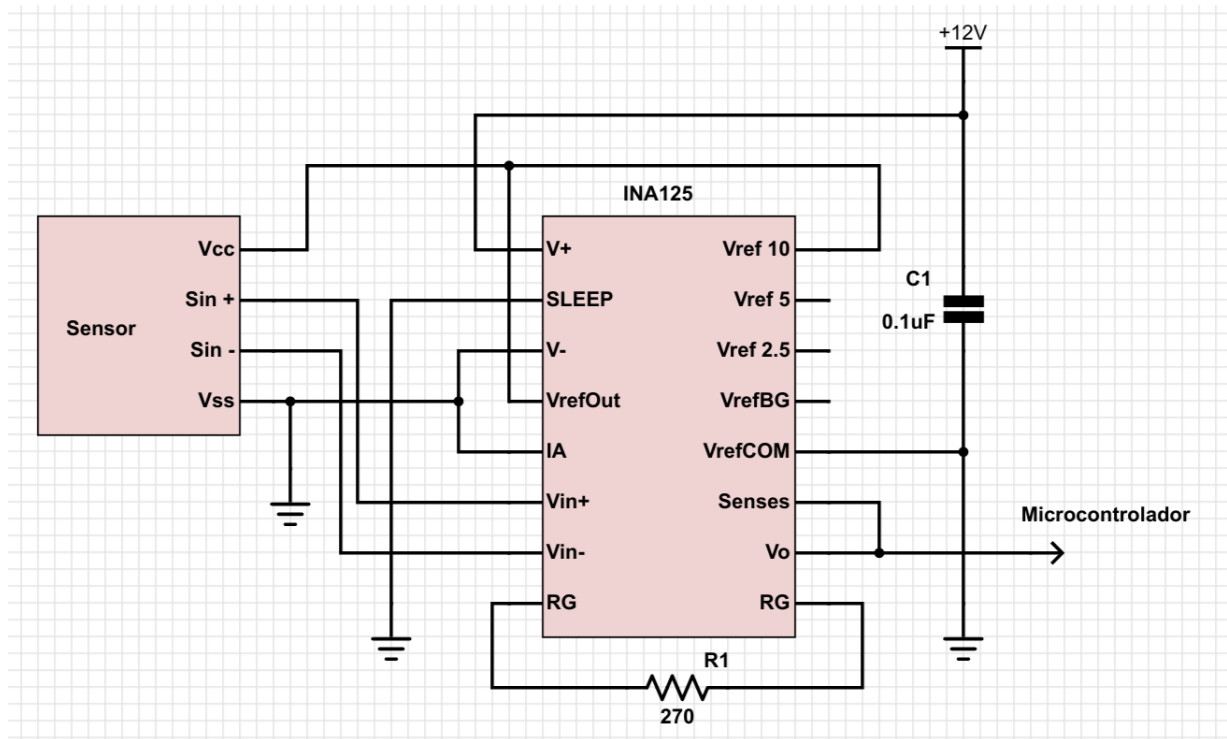 +12V
INA125
Vcc
Sin +
Sin -
Vss
Sensor
V+
SLEEP
V-
VrefOut
IA
Vin+
Vin-
RG
Vref 10
Vref 5
Vref 2.5
VrefBG
VrefCOM
Senses
Vo
RG
C1
0.1uF
Microcontrolador
R1
270